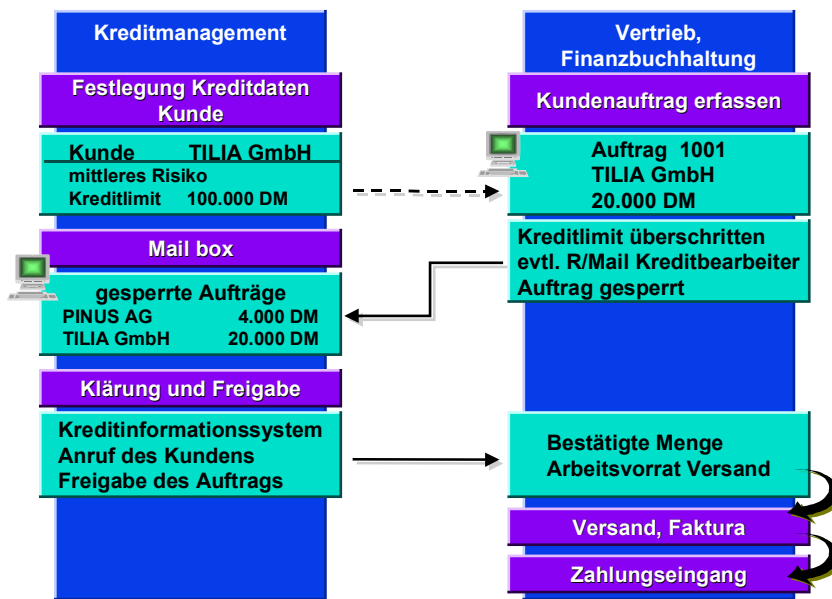 Kreditmanagement
Festlegung Kreditdaten
Kunde
Kunde TILIA GmbH
mittleres Risiko
Kreditlimit 100.000 DM
Mail box
gesperrte Aufträge
PINUS AG 4.000 DM
TILIA GmbH 20.000 DM
Klärung und Freigabe
Kreditinformationssystem
Anruf des Kundens
Freigabe des Auftrags
Vertrieb,
Finanzbuchhaltung
Kundenauftrag erfassen
Auftrag 1001
TILIA GmbH
20.000 DM
Kreditlimit überschritten
evtl. R/Mail Kreditbearbeiter
Auftrag gesperrt
Bestätigte Menge
Arbeitsvorrat Versand
Versand, Faktura
Zahlungseingang